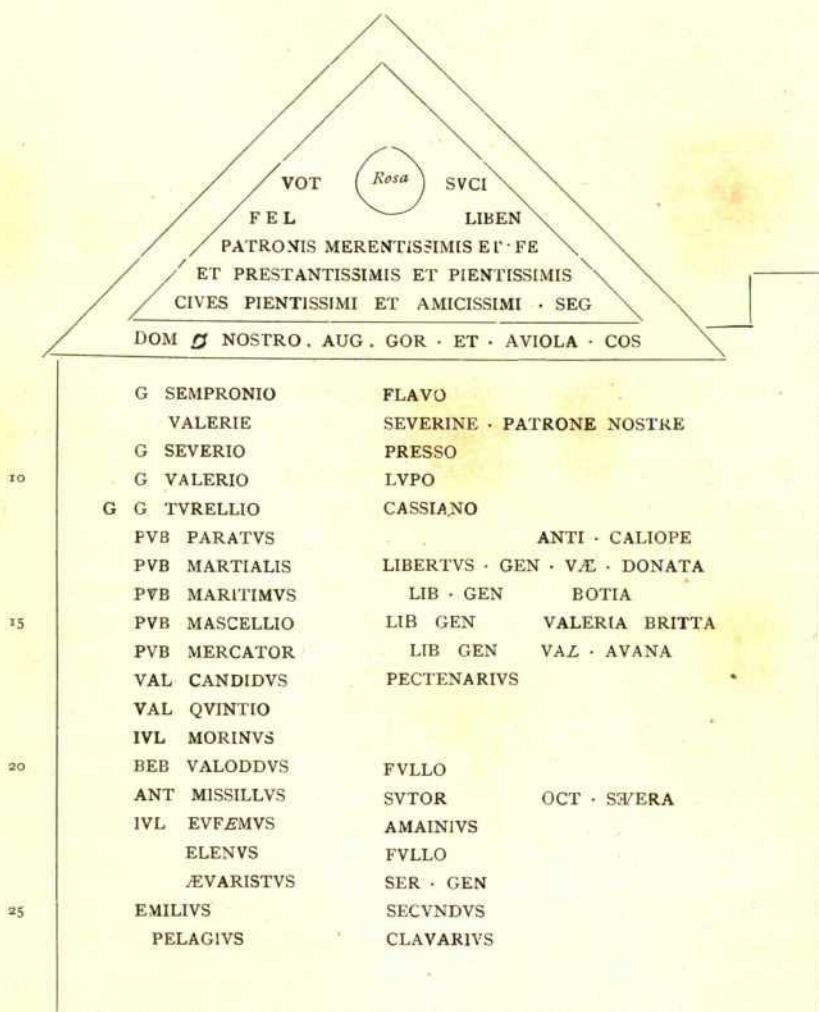 VOT Rosa SVCI
FEL LIBEN
PATRONIS MERENTISSIMIS ET · FE
ET PRESTANTISSIMIS ET PIENTISSIMIS
CIVES PIENTISSIMI ET AMICISSIMI · SEG
DOM NOSTRO . AUG . GOR · ET · AVIOLA · COS
G SEMPRONIO FLAVO
VALERIE SEVERINE · PATRONE NOSTRE
G SEVERIO PRESSO
10 G VALERIO LVPO
G G TVRELLIO CASSIANO
PVB PARATVS ANTI · CALIOPE
PVB MARTIALIS LIBERTVS · GEN · VÆ · DONATA
PVB MARITIMVS LIB · GEN BOTIA
15 PVB MASCELLIO LIB GEN VALERIA BRITTA
PVB MERCATOR LIB GEN VAL · AVANA
VAL CANDIDVS PECTENARIVS
VAL QVINTIO
IVL MORINVS
20 BEB VALODDVS FVLLO
ANT MISSILLVS SVTOR OCT · SEVERA
IVL EVFÆMVS AMAINIVS
ELENVS FVLLO
ÆVARISTVS SER · GEN
25 EMILIVS SECVNDVS
PELAGIVS CLAVARIVS